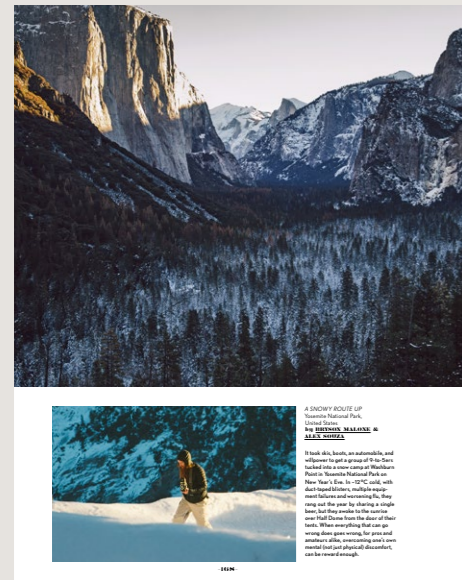 A SNOWY ROUTE UP
Yosemite National Park,
United States
by BRYSON MALONE &
ALEX SOUZA
It took skis, boots, an automobile, and
willpower to get a group of 9-to-5ers
tucked into a snow camp at Washburn
Point in Yosemite National Park on
New Year's Eve. In -12°C cold, with
duct-taped blisters, multiple equip-
ment failures and worsening flu, they
rang out the year by sharing a single
beer, but they awoke to the sunrise
over Half Dome from the door of their
tents. When everything that can go
wrong does goes wrong, for pros and
amateurs alike, overcoming one's own
mental (not just physical) discomfort,
can be reward enough.